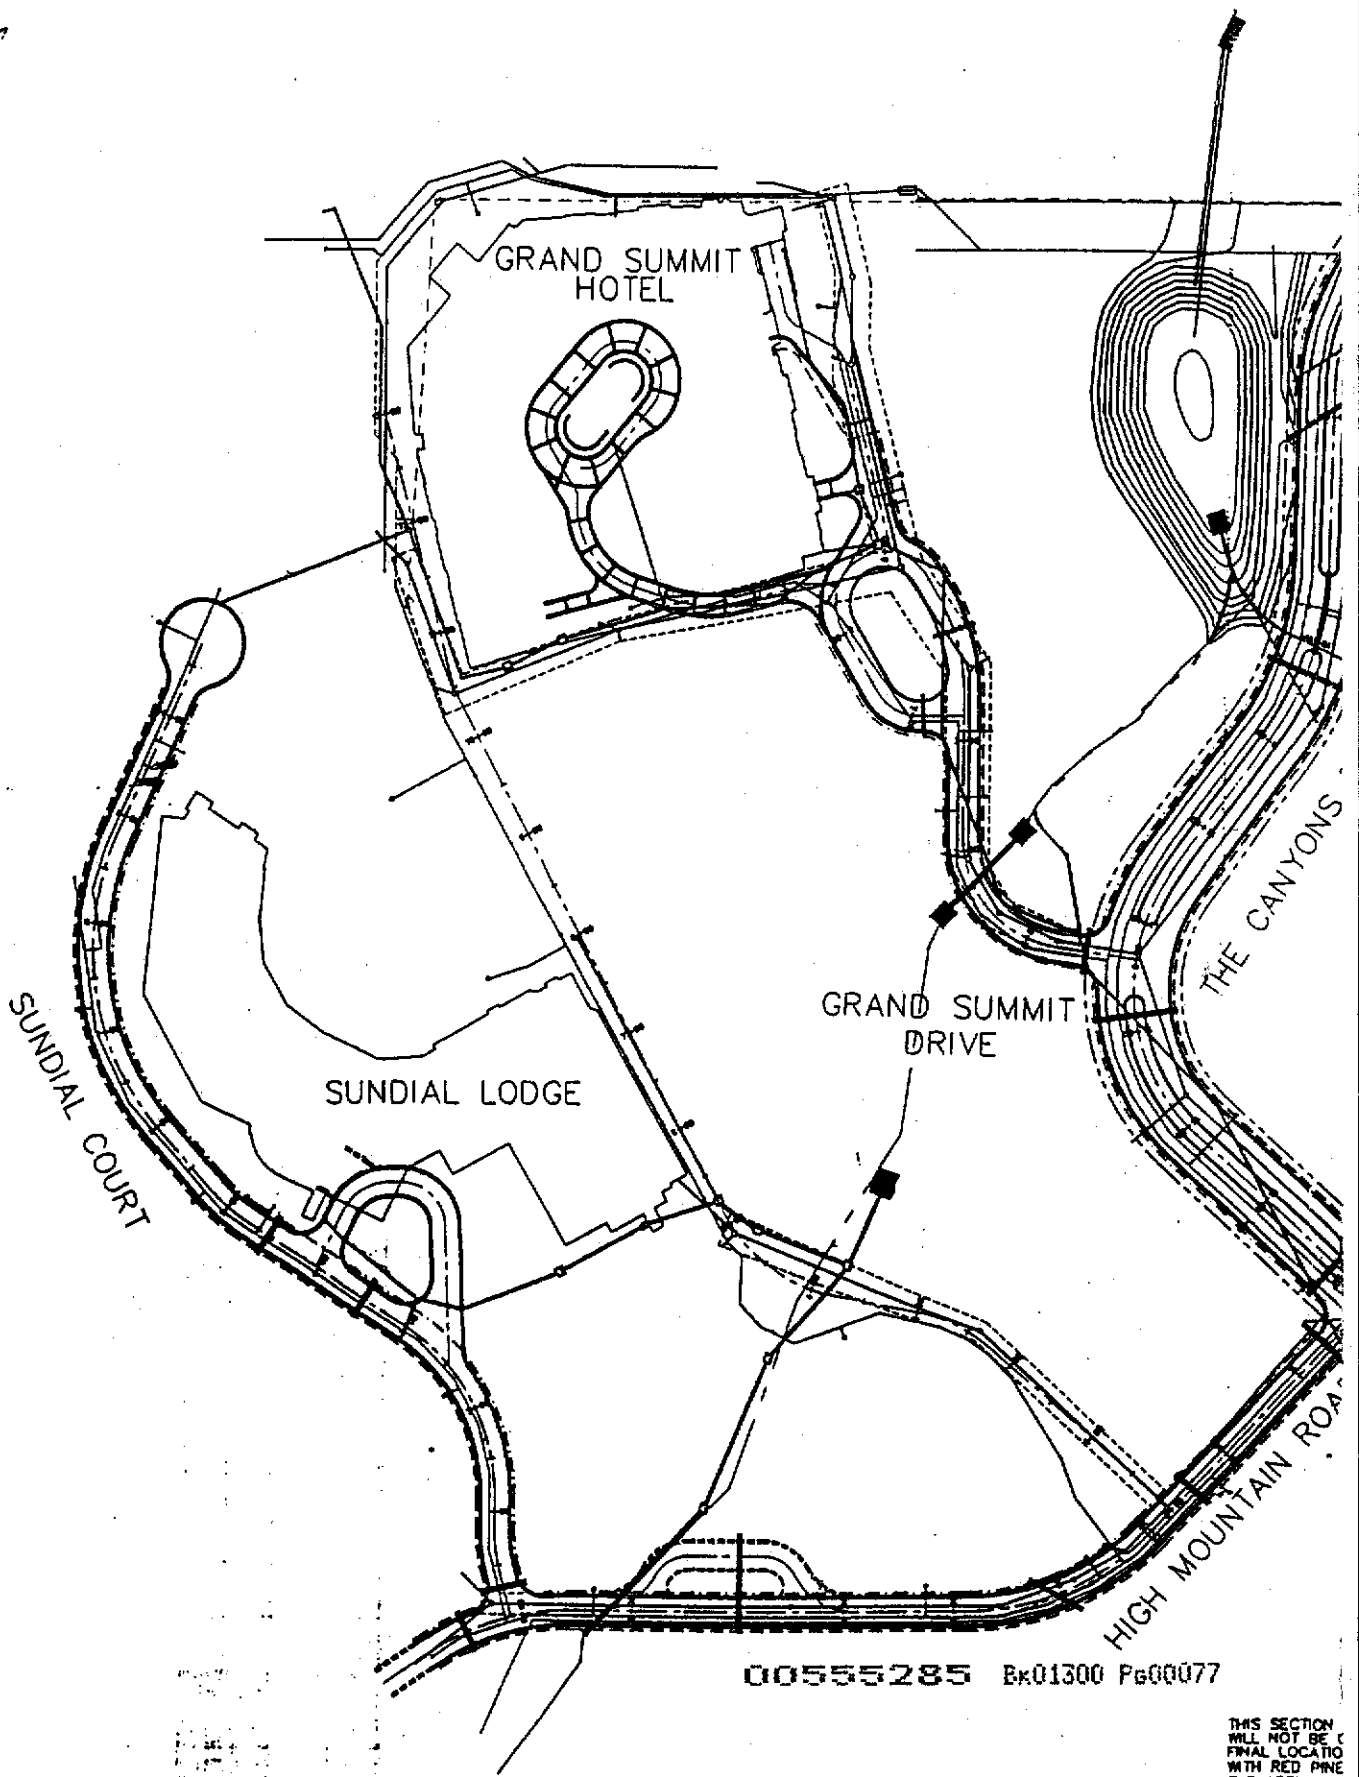 GRAND SUMMIT
HOTEL
THE CANYONS
GRAND SUMMIT
DRIVE
SUNDIAL COURT
SUNDIAL LODGE
HIGH MOUNTAIN ROA
00555285 BK01300 PG00077
THIS SECTION
WILL NOT BE
FINAL LOCATIO
WITH RED PINE